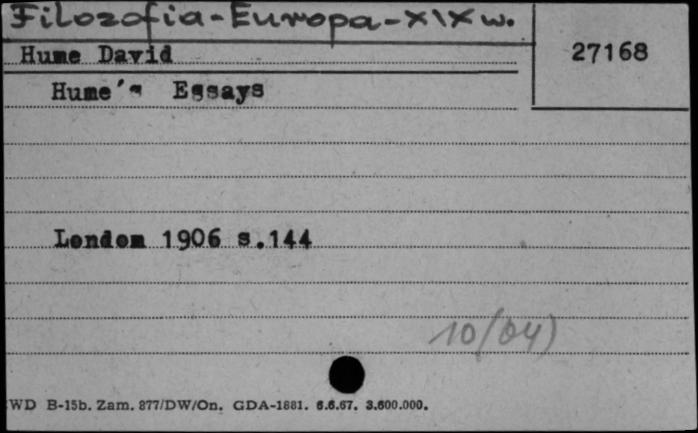 Filozofia-Europa-XIX w.
Hume David
27168
Hume's Essays
London 1906 s.144
10/04)
WD B-15b. Zam. 877/DW/On. GDA-1881. 6.6.67. 3.600.000.